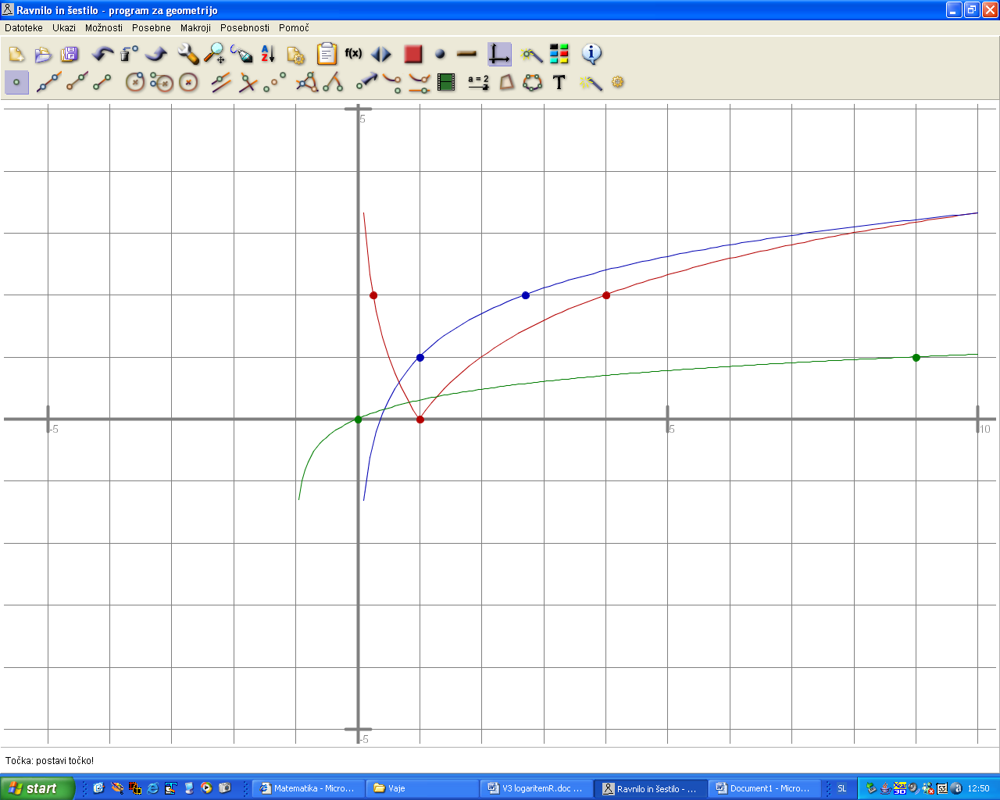 Ravnilo in šestilo - program za geometrijo
Datoteke Ukazi Možnosti Posebne Makroji Posebnosti Pomoč
A Z f(x)
a = 2 T
5
-5 5 10
-5
Točka: postavi točko!
start Matematika - Micro... Vaje V3 logaritemR.doc ... Ravnilo in šestilo - ... Document1 - Micro... SL 12:50